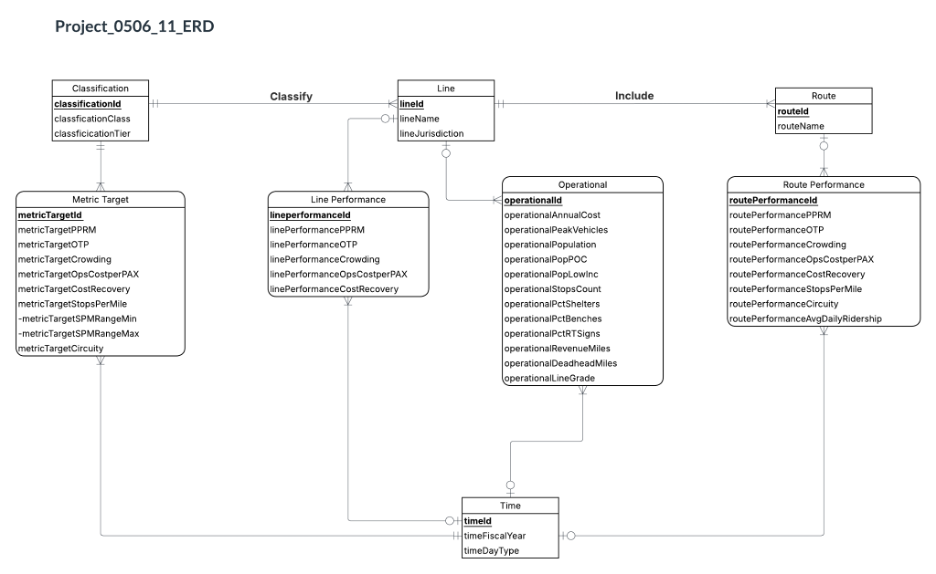 Project_0506_11_ERD
Classification
classificationId
classficationClass
classficicationTier
Classify
Line
lineId
lineName
lineJurisdiction
Include
Route
routeId
routeName
Metric Target
metricTargetId
metricTargetPPRM
metricTargetOTP
metricTargetCrowding
metricTargetOpsCostperPAX
metricTargetCostRecovery
metricTargetStopsPerMile
-metricTargetSPMRangeMin
-metricTargetSPMRangeMax
metricTargetCircuity
Line Performance
lineperformanceId
linePerformancePPRM
linePerformanceOTP
linePerformanceCrowding
linePerformanceOpsCostperPAX
linePerformanceCostRecovery
Operational
operationalId
operationalAnnualCost
operationalPeakVehicles
operationalPopulation
operationalPopPOC
operationalPopLowInc
operationalStopsCount
operationalPctShelters
operationalPctBenches
operationalPctRTSigns
operationalRevenueMiles
operationalDeadheadMiles
operationalLineGrade
Route Performance
routePerformanceId
routePerformancePPRM
routePerformanceOTP
routePerformanceCrowding
routePerformanceOpsCostperPAX
routePerformanceCostRecovery
routePerformanceStopsPerMile
routePerformanceCircuity
routePerformanceAvgDailyRidership
Time
timeId
timeFiscalYear
timeDayType